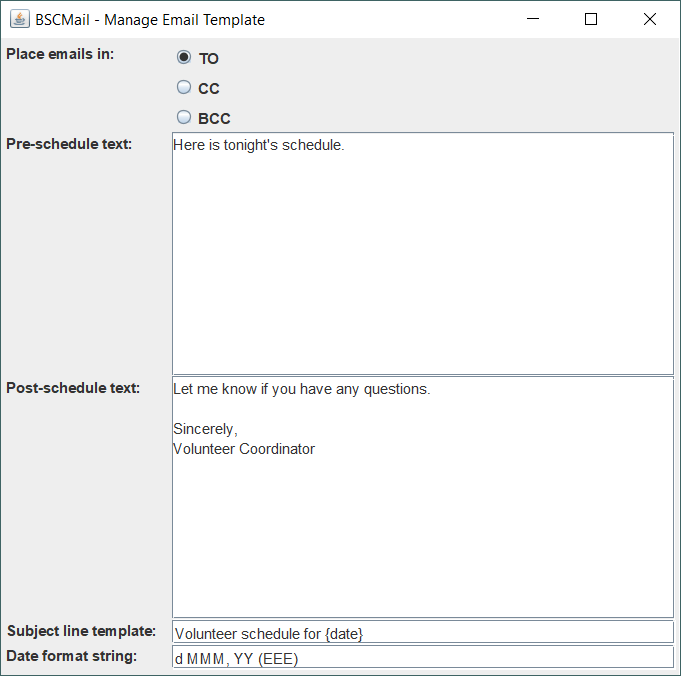 BSCMail - Manage Email Template
Place emails in:
TO
CC
BCC
Pre-schedule text:
Here is tonight's schedule.
Post-schedule text:
Let me know if you have any questions.
Sincerely,
Volunteer Coordinator
Subject line template:
Volunteer schedule for {date}
Date format string:
d MMM, YY (EEE)